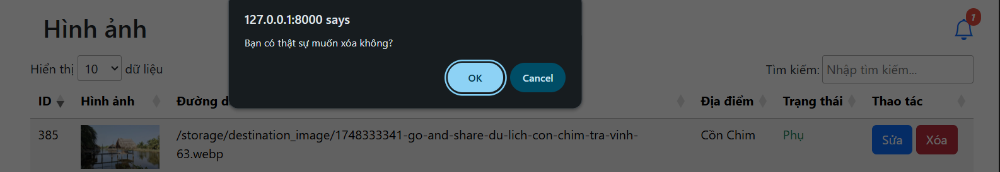 127.0.0.1:8000 says
Bạn có thật sự muốn xóa không?
OK
Cancel
Hình ảnh
1
Hiển thị 10 dữ liệu
Tìm kiếm: Nhập tìm kiếm...
ID Hình ảnh Đường Địa điểm Trạng thái Thao tác
385 /storage/destination_image/1748333341-go-and-share-du-lich-con-chim-tra-vinh- Cồn Chim Phụ Sửa Xóa
63.webp